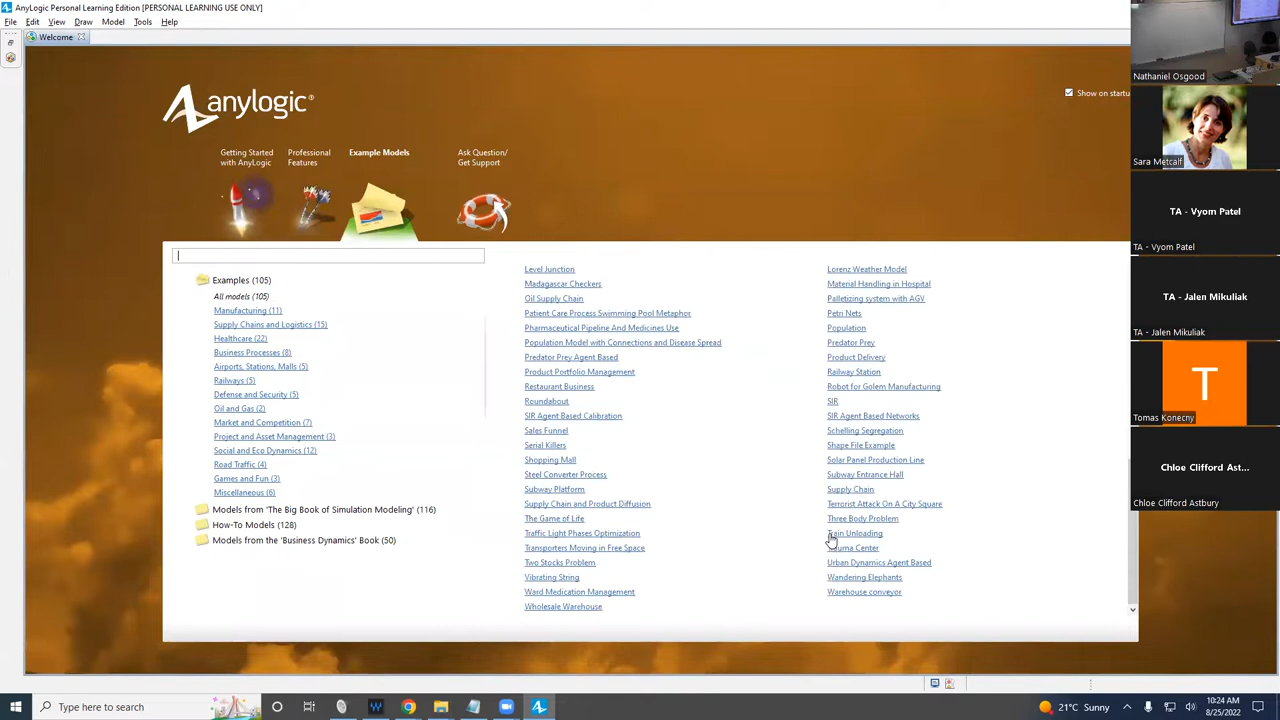 AnyLogic Personal Learning Edition [PERSONAL LEARNING USE ONLY]
File Edit View Draw Model Tools Help
Welcome
anylogic®
Show on startu
Getting Started with AnyLogic
Professional Features
Example Models
Ask Question/ Get Support
Examples (105)
All models (105)
Manufacturing (11)
Supply Chains and Logistics (15)
Healthcare (22)
Business Processes (8)
Airports, Stations, Malls (5)
Railways (5)
Defense and Security (5)
Oil and Gas (2)
Market and Competition (7)
Project and Asset Management (3)
Social and Eco Dynamics (12)
Road Traffic (4)
Games and Fun (3)
Miscellaneous (6)
Models from 'The Big Book of Simulation Modeling' (116)
How-To Models (128)
Models from the 'Business Dynamics' Book (50)
Level Junction
Madagascar Checkers
Oil Supply Chain
Patient Care Process Swimming Pool Metaphor
Pharmaceutical Pipeline And Medicines Use
Population Model with Connections and Disease Spread
Predator Prey Agent Based
Product Portfolio Management
Restaurant Business
Roundabout
SIR Agent Based Calibration
Sales Funnel
Serial Killers
Shopping Mall
Steel Converter Process
Subway Platform
Supply Chain and Product Diffusion
The Game of Life
Traffic Light Phases Optimization
Transporters Moving in Free Space
Two Stocks Problem
Vibrating String
Ward Medication Management
Wholesale Warehouse
Lorenz Weather Model
Material Handling in Hospital
Palletizing system with AGV
Petri Nets
Population
Predator Prey
Product Delivery
Railway Station
Robot for Golem Manufacturing
SIR
SIR Agent Based Networks
Schelling Segregation
Shape File Example
Solar Panel Production Line
Subway Entrance Hall
Supply Chain
Terrorist Attack On A City Square
Three Body Problem
Train Unloading
Trauma Center
Urban Dynamics Agent Based
Wandering Elephants
Warehouse conveyor
Nathaniel Osgood
Sara Metcalf
TA - Vyom Patel
TA - Vyom Patel
TA - Jalen Mikuliak
TA - Jalen Mikuliak
T
Tomas Konecny
Chloe Clifford Ast...
Chloe Clifford Astbury
Type here to search
21°C Sunny
10:24 AM
8/25/2022